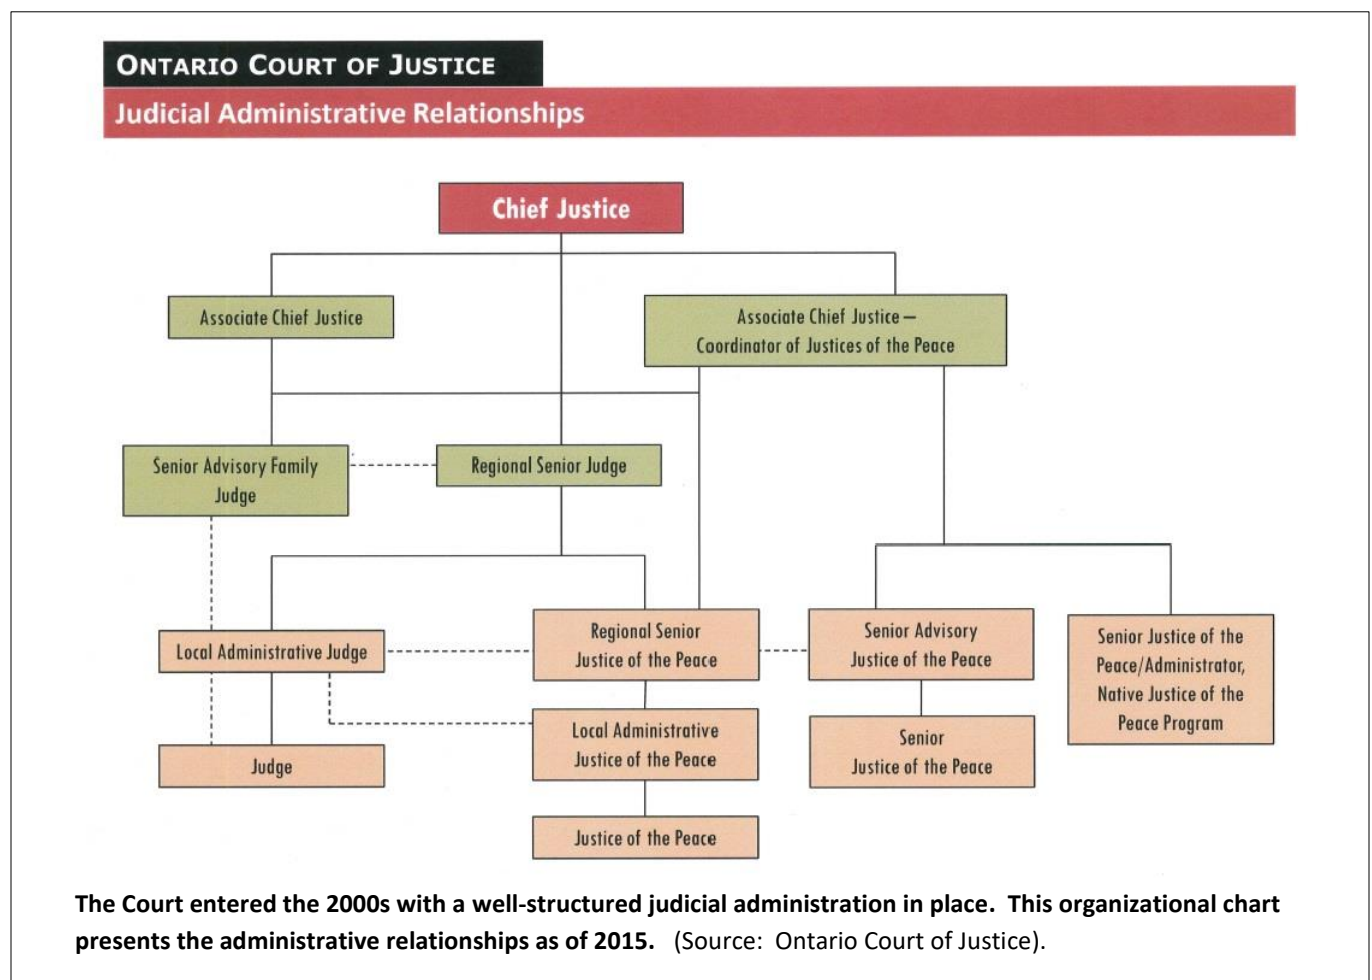 ONTARIO COURT OF JUSTICE
Judicial Administrative Relationships
Chief Justice
Associate Chief Justice
Associate Chief Justice –
Coordinator of Justices of the Peace
Senior Advisory Family
Judge
Regional Senior Judge
Local Administrative Judge
Regional Senior
Justice of the Peace
Senior Advisory
Justice of the Peace
Senior Justice of the
Peace/Administrator,
Native Justice of the
Peace Program
Judge
Local Administrative
Justice of the Peace
Senior
Justice of the Peace
Justice of the Peace
The Court entered the 2000s with a well-structured judicial administration in place. This organizational chart
presents the administrative relationships as of 2015. (Source: Ontario Court of Justice).